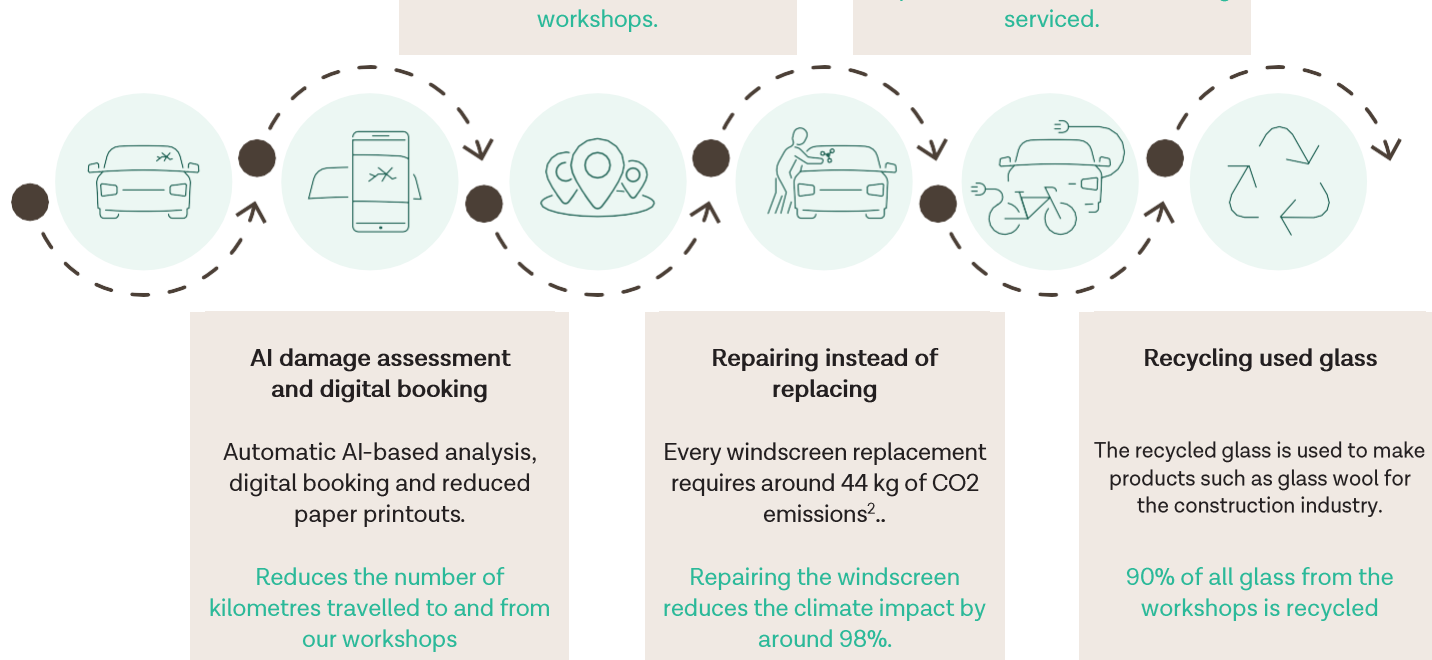 workshops.
serviced.
AI damage assessment
and digital booking
Automatic AI-based analysis,
digital booking and reduced
paper printouts.
Reduces the number of
kilometres travelled to and from
our workshops
Repairing instead of
replacing
Every windscreen replacement
requires around 44 kg of CO2
emissions²..
Repairing the windscreen
reduces the climate impact by
around 98%.
Recycling used glass
The recycled glass is used to make
products such as glass wool for
the construction industry.
90% of all glass from the
workshops is recycled